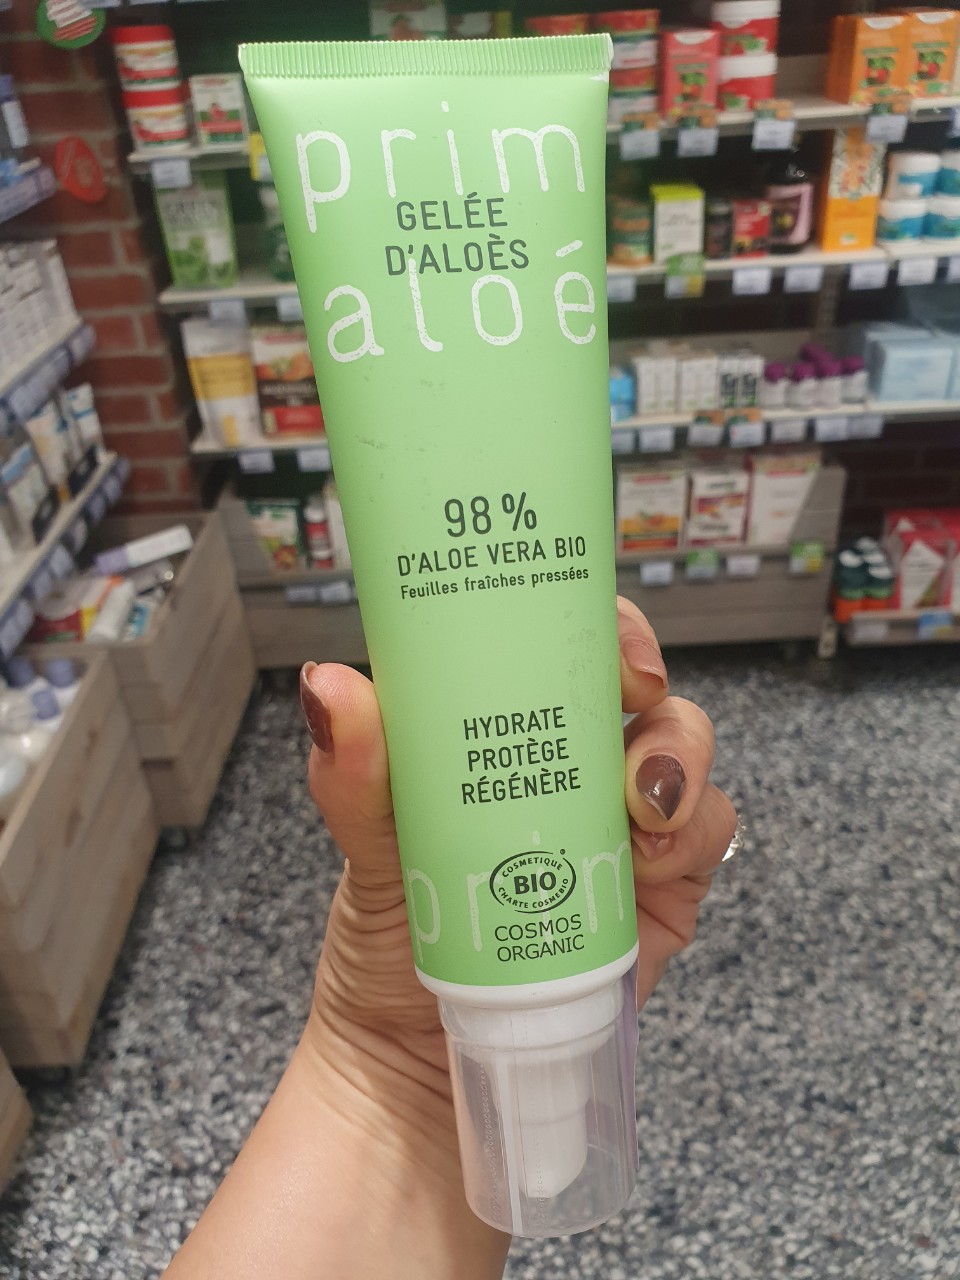 prim
GELÉE
D'ALOÈS
aloé
98 %
D'ALOE VERA BIO
Feuilles fraîches pressées
HYDRATE
PROTÈGE
RÉGÉNÈRE
prim
COSMETIQUE
BIO
CHARTE COSMEBIO
®
COSMOS
ORGANIC